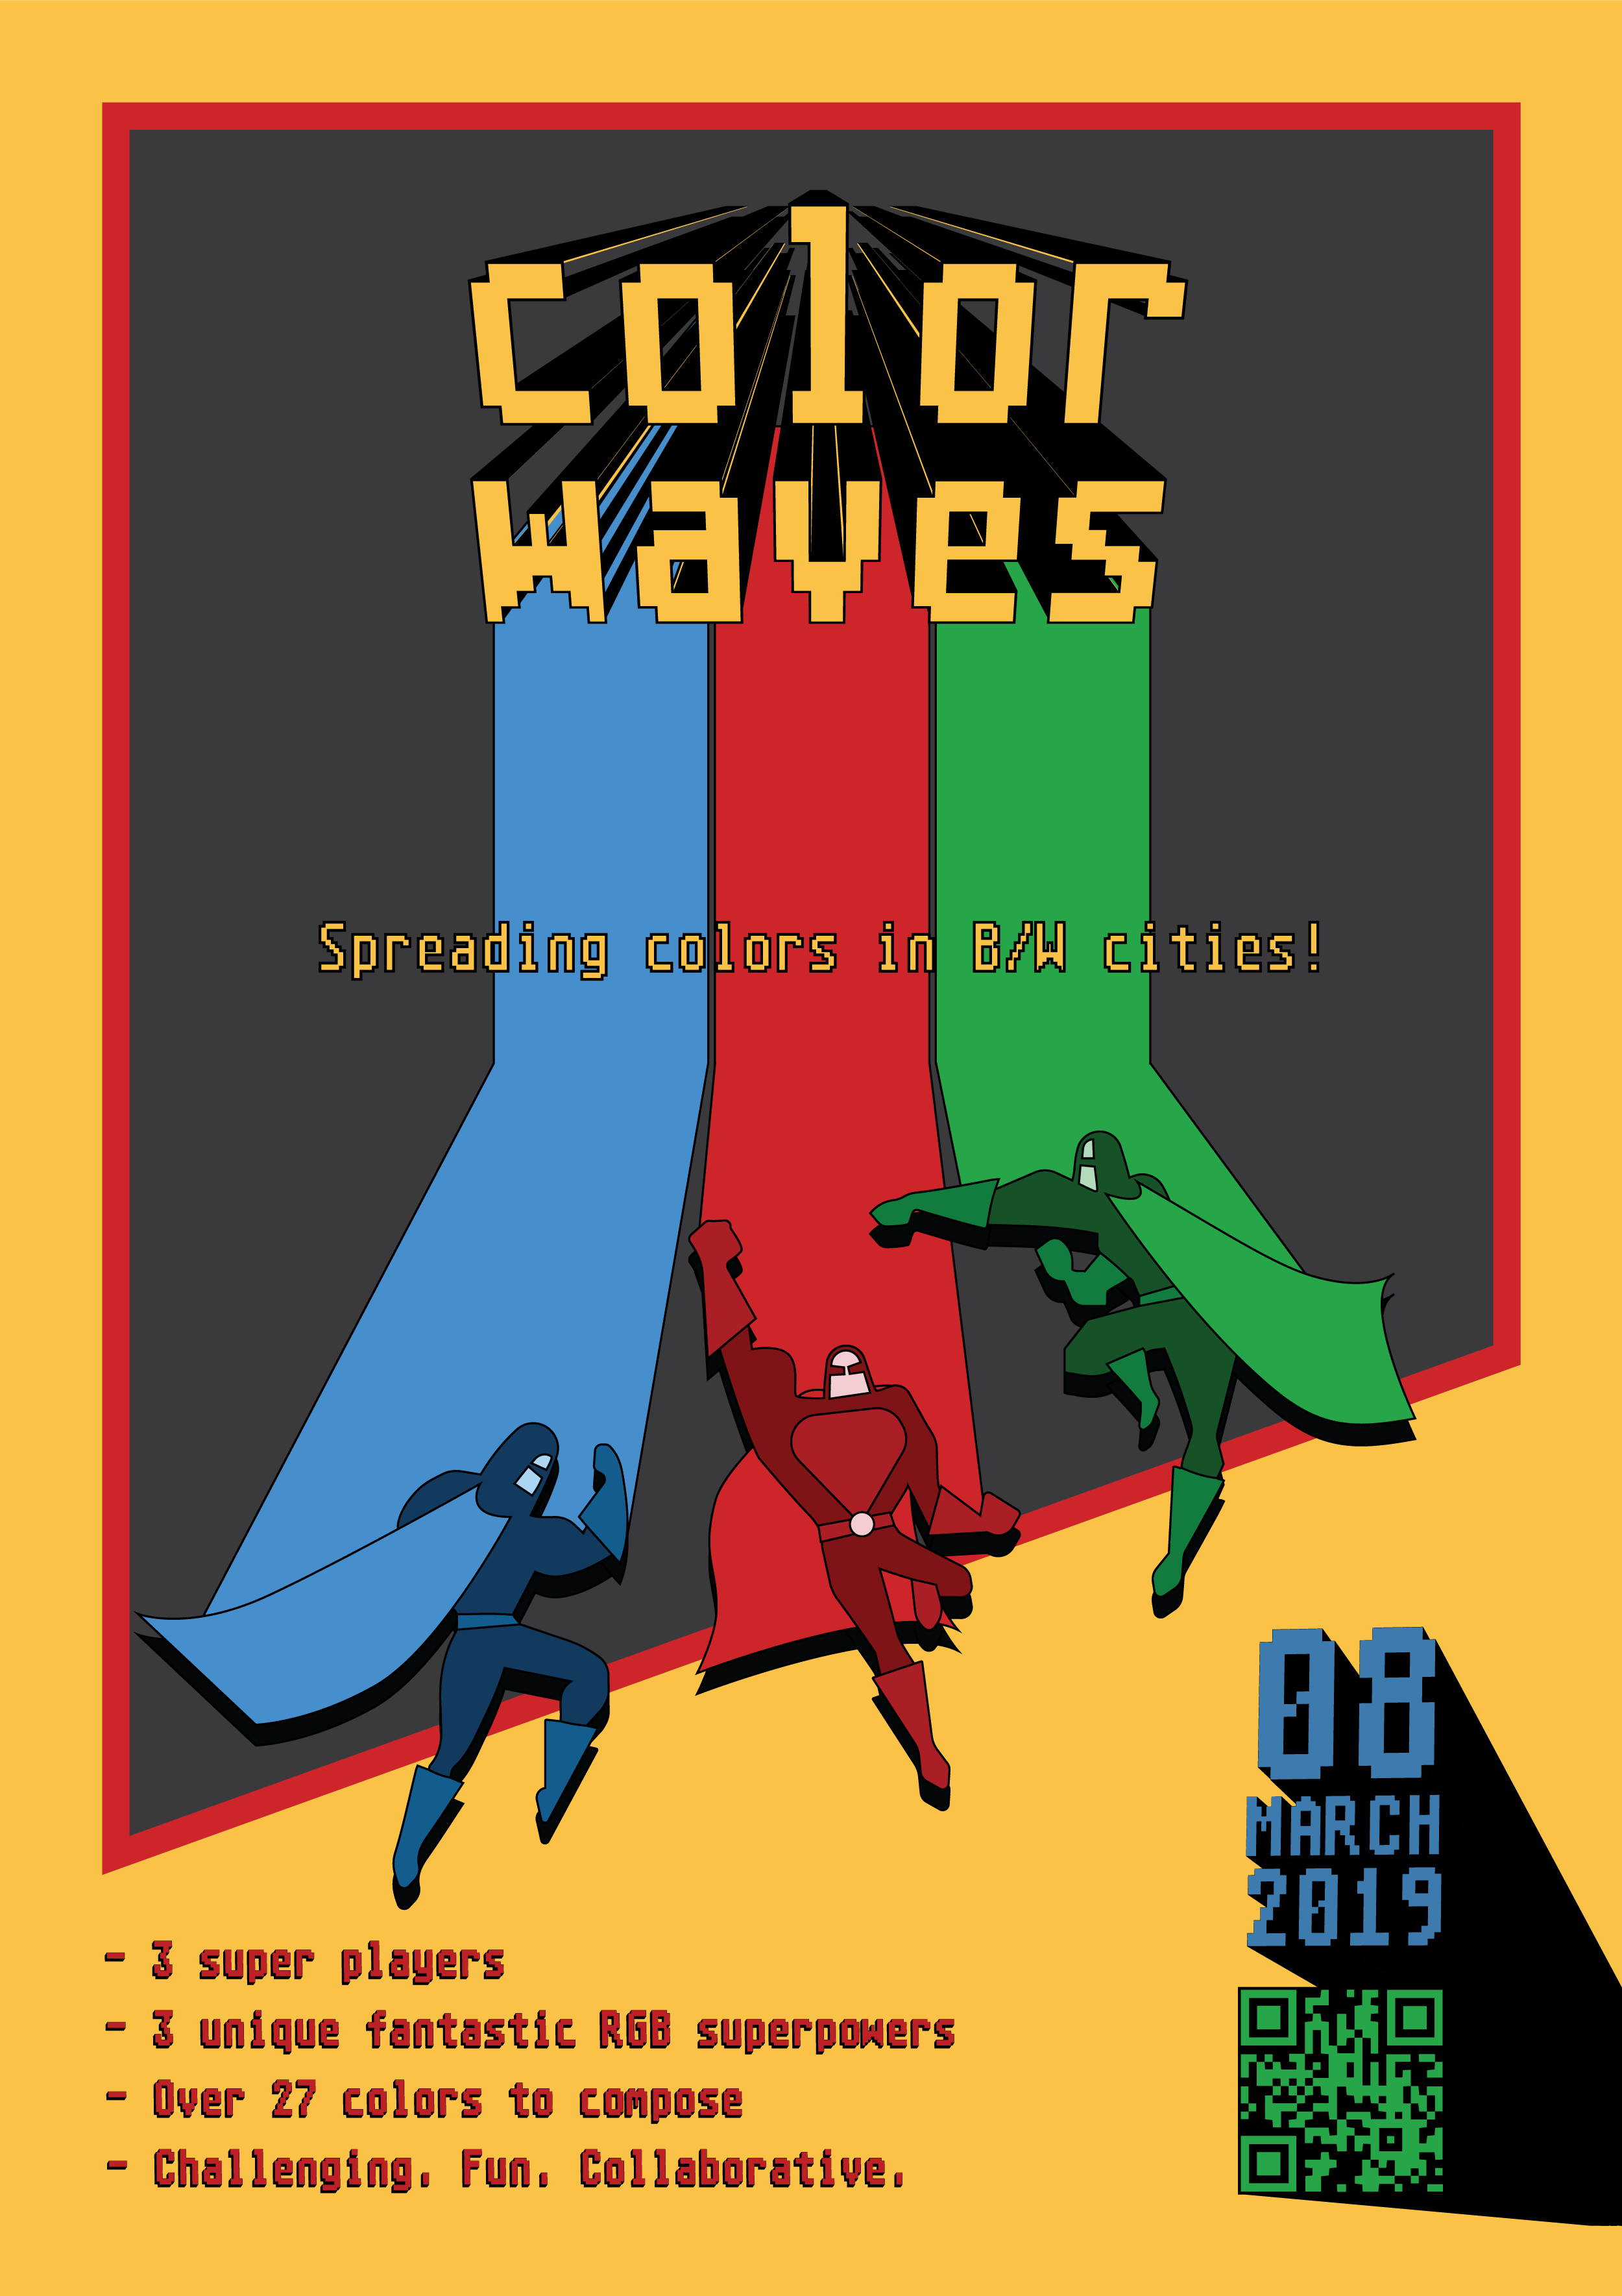 color
waves
Spreading colors in B/W cities!
08
MARCH
2019
- 3 super players
- 3 unique fantastic RGB superpowers
- Over 27 colors to compose
- Challenging. Fun. Collaborative.